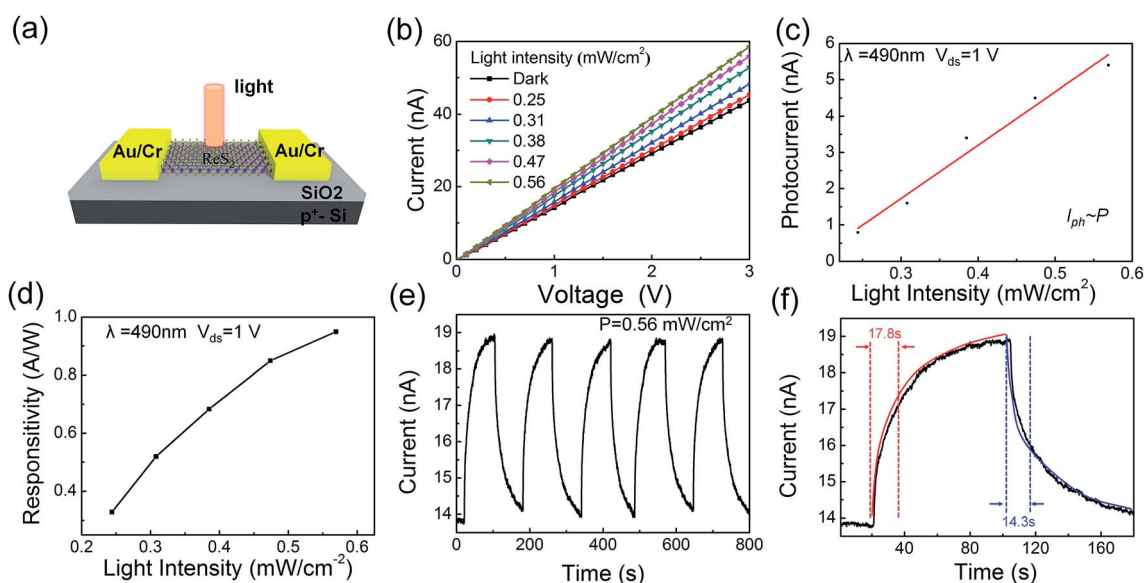 (a)
light
Au/Cr
ReS₂
Au/Cr
SiO2
p⁺- Si
(b)
Light intensity (mW/cm²)
Dark
0.25
0.31
0.38
0.47
0.56
Current (nA)
60
40
20
0
0
1
2
3
Voltage (V)
(c)
λ =490nm V_ds=1 V
Photocurrent (nA)
6
5
4
3
2
1
0
I_ph~P
0.3
0.4
0.5
0.6
Light Intensity (mW/cm²)
(d)
λ =490nm V_ds=1 V
Responsitivity (A/W)
1.0
0.8
0.6
0.4
0.2
0.3
0.4
0.5
0.6
Light Intensity (mW/cm⁻²)
(e)
P=0.56 mW/cm²
Current (nA)
19
18
17
16
15
14
13
0
200
400
600
800
Time (s)
(f)
17.8s
14.3s
Current (nA)
19
18
17
16
15
14
0
40
80
120
160
Time (s)